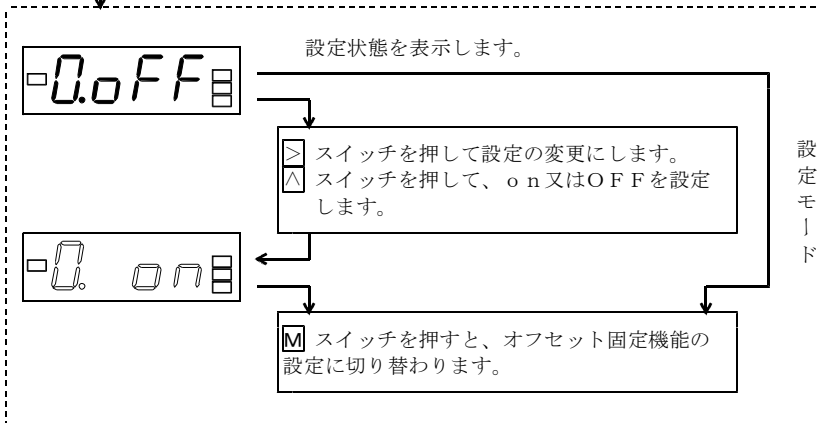 設定状態を表示します。
0.oFF
> スイッチを押して設定の変更にします。
∧ スイッチを押して、on又はOFFを設定
します。
設定モード
0. on
M スイッチを押すと、オフセット固定機能の
設定に切り替わります。